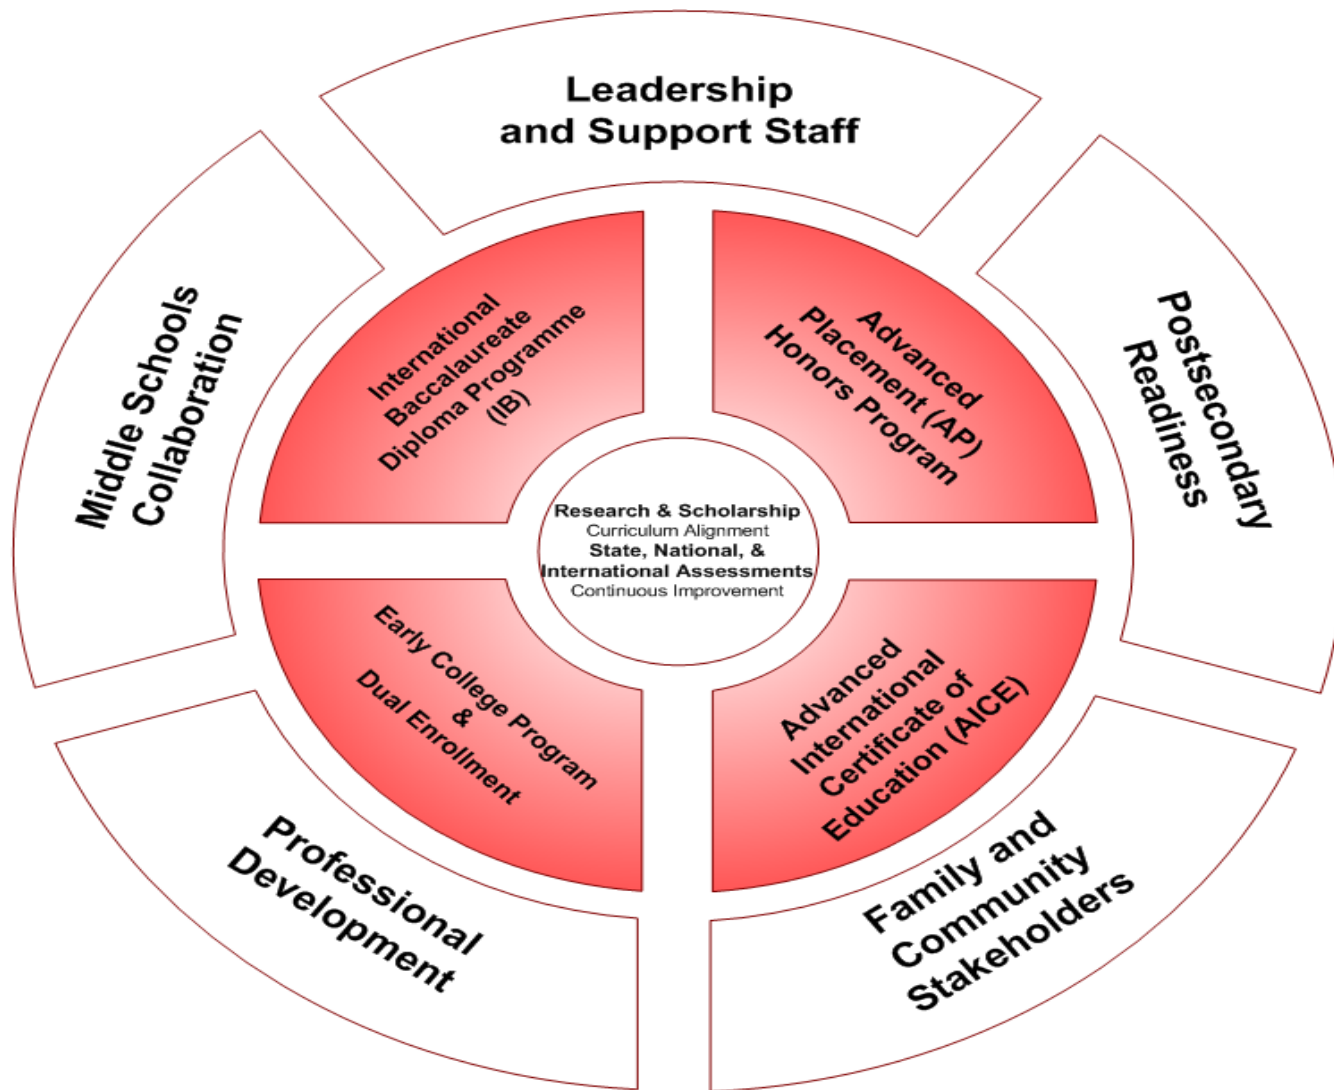 Leadership
and Support Staff
Postsecondary
Readiness
Family and
Community
Stakeholders
Professional
Development
Middle Schools
Collaboration
International
Baccalaureate
Diploma Programme
(IB)
Advanced
Placement (AP)
Honors Program
Advanced
International
Certificate of
Education (AICE)
Early College Program
&
Dual Enrollment
Research & Scholarship
Curriculum Alignment
State, National, &
International Assessments
Continuous Improvement